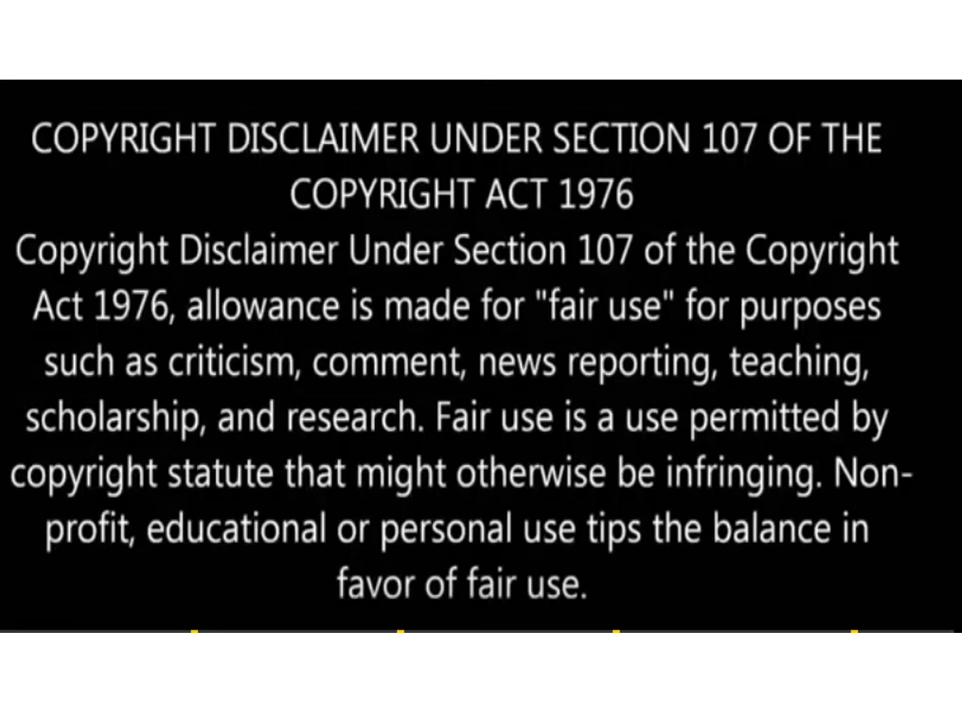 COPYRIGHT DISCLAIMER UNDER SECTION 107 OF THE
COPYRIGHT ACT 1976
Copyright Disclaimer Under Section 107 of the Copyright
Act 1976, allowance is made for "fair use" for purposes
such as criticism, comment, news reporting, teaching,
scholarship, and research. Fair use is a use permitted by
copyright statute that might otherwise be infringing. Non-
profit, educational or personal use tips the balance in
favor of fair use.